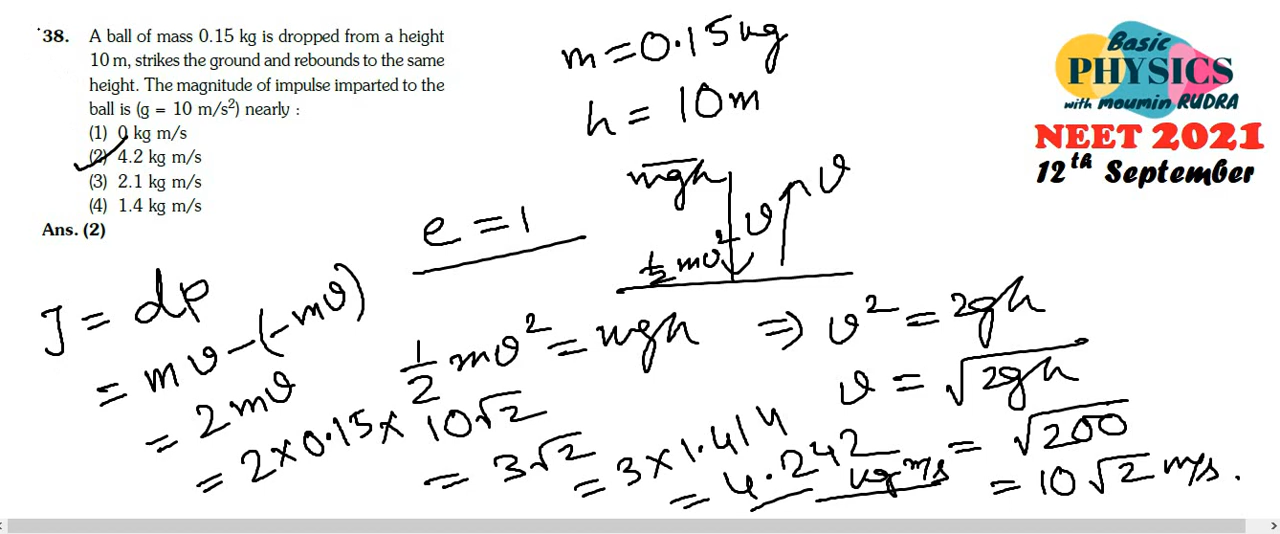 38. A ball of mass 0.15 kg is dropped from a height
10 m, strikes the ground and rebounds to the same
height. The magnitude of impulse imparted to the
ball is (g = 10 m/s²) nearly :
(1) 0 kg m/s
(2) 4.2 kg m/s
(3) 2.1 kg m/s
(4) 1.4 kg m/s
Ans. (2)
m = 0.15 kg
h = 10 m
Basic
PHYSICS
with moumin RUDRA
NEET 2021
12th September
mgh
v
v
½ mv²
e = 1
J = dp
= mv - (-mv)
= 2mv
= 2 × 0.15 × 10√2
= 3√2
= 3 × 1.414
= 4.242 kg m/s
½ mv² = mgh ⇒ v² = 2gh
v = √2gh
= √200
= 10√2 m/s.